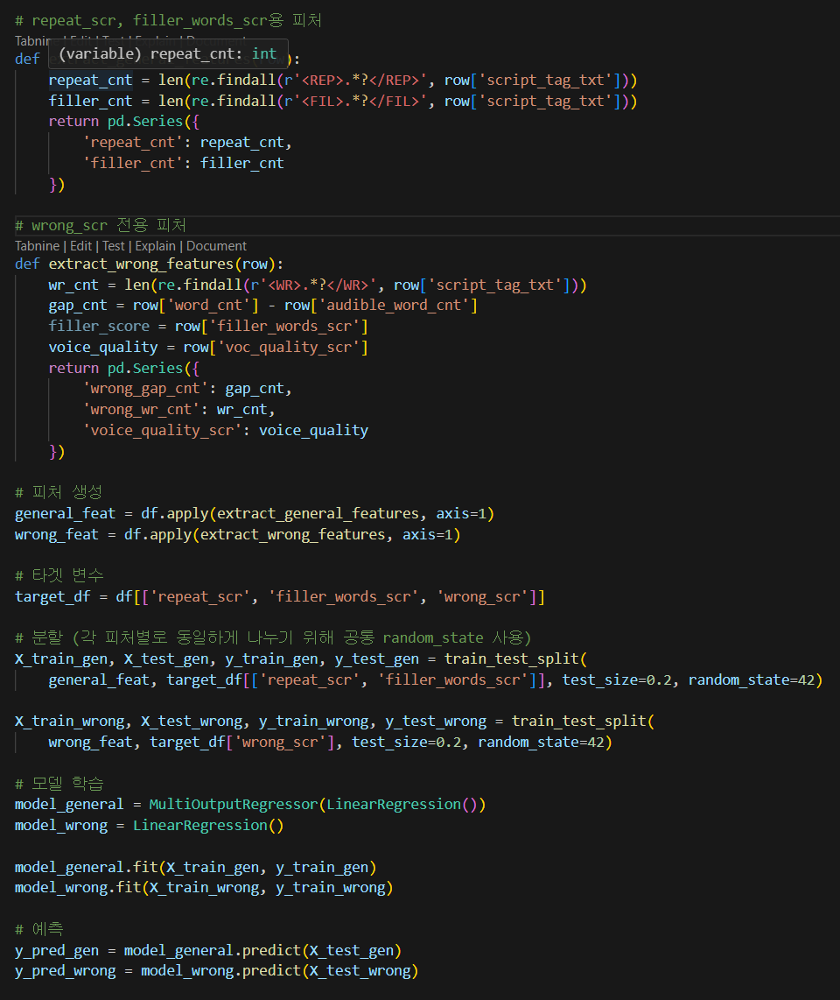 # repeat_scr, filler_words_scr용 피처
Tabnine | Edit | Test | Explain | Document
(variable) repeat_cnt: int
def extract_general_features(row):
    repeat_cnt = len(re.findall(r'<REP>.*?</REP>', row['script_tag_txt']))
    filler_cnt = len(re.findall(r'<FIL>.*?</FIL>', row['script_tag_txt']))
    return pd.Series({
        'repeat_cnt': repeat_cnt,
        'filler_cnt': filler_cnt
    })
# wrong_scr 전용 피처
Tabnine | Edit | Test | Explain | Document
def extract_wrong_features(row):
    wr_cnt = len(re.findall(r'<WR>.*?</WR>', row['script_tag_txt']))
    gap_cnt = row['word_cnt'] - row['audible_word_cnt']
    filler_score = row['filler_words_scr']
    voice_quality = row['voc_quality_scr']
    return pd.Series({
        'wrong_gap_cnt': gap_cnt,
        'wrong_wr_cnt': wr_cnt,
        'voice_quality_scr': voice_quality
    })
# 피처 생성
general_feat = df.apply(extract_general_features, axis=1)
wrong_feat = df.apply(extract_wrong_features, axis=1)
# 타겟 변수
target_df = df[['repeat_scr', 'filler_words_scr', 'wrong_scr']]
# 분할 (각 피처별로 동일하게 나누기 위해 공통 random_state 사용)
X_train_gen, X_test_gen, y_train_gen, y_test_gen = train_test_split(
    general_feat, target_df[['repeat_scr', 'filler_words_scr']], test_size=0.2, random_state=42)
X_train_wrong, X_test_wrong, y_train_wrong, y_test_wrong = train_test_split(
    wrong_feat, target_df['wrong_scr'], test_size=0.2, random_state=42)
# 모델 학습
model_general = MultiOutputRegressor(LinearRegression())
model_wrong = LinearRegression()
model_general.fit(X_train_gen, y_train_gen)
model_wrong.fit(X_train_wrong, y_train_wrong)
# 예측
y_pred_gen = model_general.predict(X_test_gen)
y_pred_wrong = model_wrong.predict(X_test_wrong)